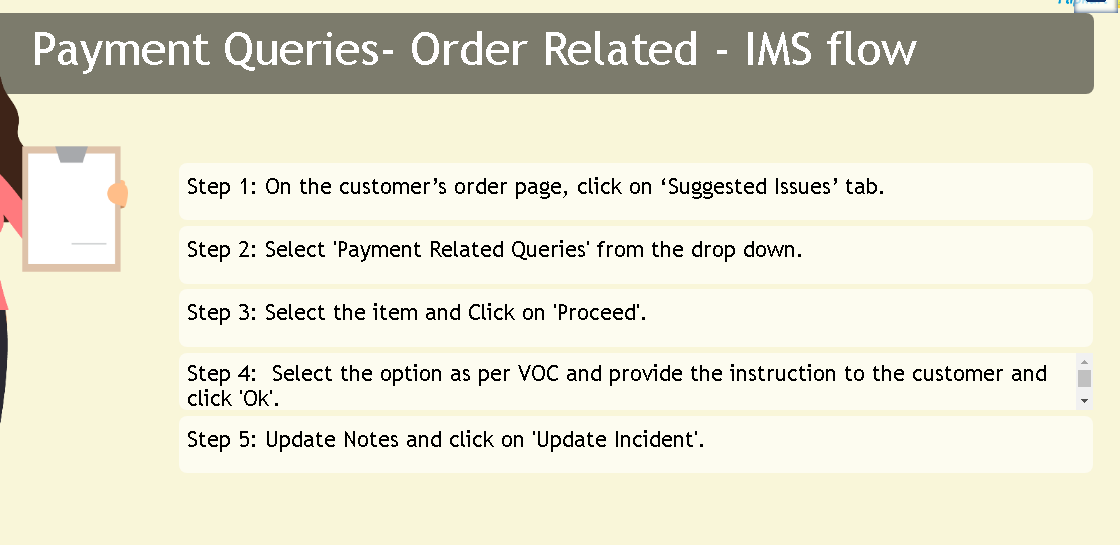 Payment Queries- Order Related - IMS flow
Step 1: On the customer’s order page, click on ‘Suggested Issues’ tab.
Step 2: Select 'Payment Related Queries' from the drop down.
Step 3: Select the item and Click on 'Proceed'.
Step 4:  Select the option as per VOC and provide the instruction to the customer and
click 'Ok'.
Step 5: Update Notes and click on 'Update Incident'.